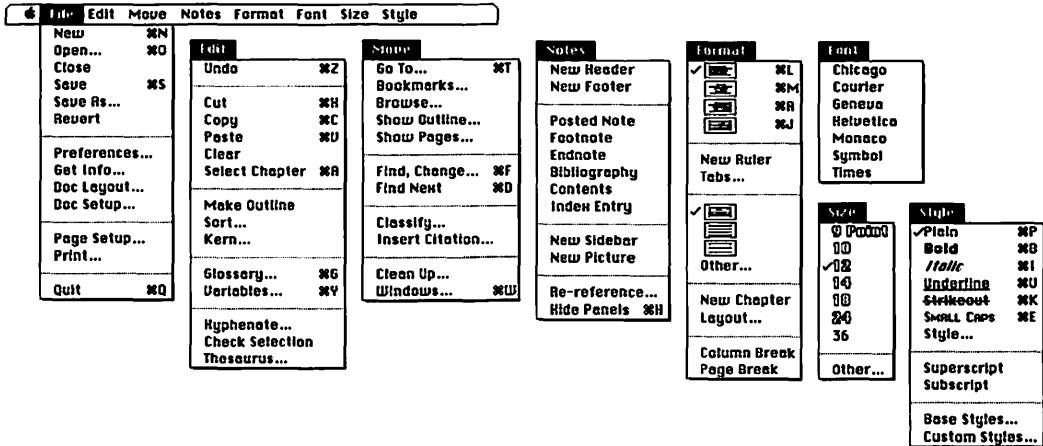 File Edit Move Notes Format Font Size Style
New ⌘N
Open... ⌘O
Close
Save ⌘S
Save As...
Revert
Preferences...
Get Info...
Doc Layout...
Doc Setup...
Page Setup...
Print...
Quit ⌘Q
Edit
Undo ⌘Z
Cut ⌘X
Copy ⌘C
Paste ⌘V
Clear
Select Chapter ⌘A
Make Outline
Sort...
Kern...
Glossary... ⌘G
Variables... ⌘Y
Hyphenate...
Check Selection
Thesaurus...
Move
Go To... ⌘T
Bookmarks...
Browse...
Show Outline...
Show Pages...
Find, Change... ⌘F
Find Next ⌘D
Classify...
Insert Citation...
Clean Up...
Windows... ⌘W
Notes
New Header
New Footer
Posted Note
Footnote
Endnote
Bibliography
Contents
Index Entry
New Sidebar
New Picture
Re-reference...
Hide Panels ⌘H
Format
✓ ⌘L
⌘M
⌘R
⌘J
New Ruler
Tabs...
✓
Other...
New Chapter
Layout...
Column Break
Page Break
Font
Chicago
Courier
Geneva
Helvetica
Monaco
Symbol
Times
Size
9 Point
10
✓12
14
18
24
36
Other...
Style
✓Plain ⌘P
Bold ⌘B
Italic ⌘I
Underline ⌘U
Strikeout ⌘K
Small Caps ⌘E
Style...
Superscript
Subscript
Base Styles...
Custom Styles...